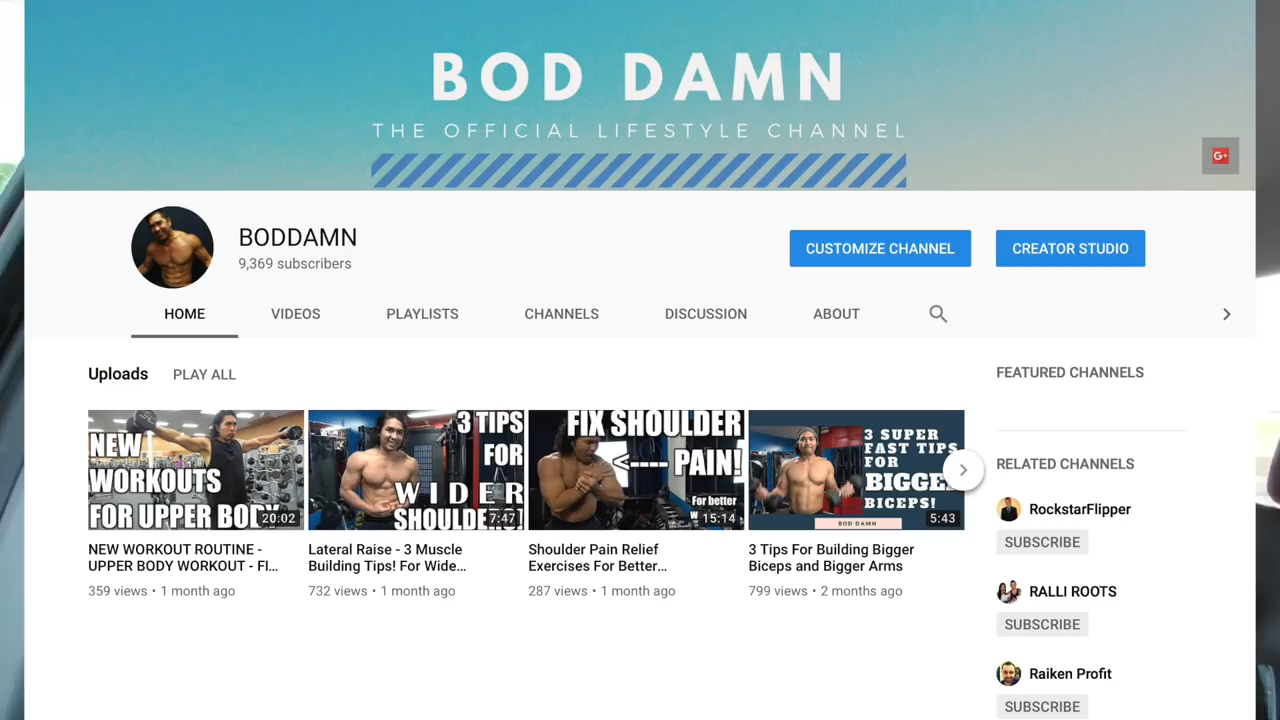 BOD DAMN
THE OFFICIAL LIFESTYLE CHANNEL
G+
BODDAMN
9,369 subscribers
CUSTOMIZE CHANNEL
CREATOR STUDIO
HOME
VIDEOS
PLAYLISTS
CHANNELS
DISCUSSION
ABOUT
Uploads
PLAY ALL
NEW
WORKOUTS
FOR UPPER BODY
20:02
NEW WORKOUT ROUTINE -
UPPER BODY WORKOUT - FI...
359 views • 1 month ago
3 TIPS
FOR
WIDER
SHOULDERS!
7:47
Lateral Raise - 3 Muscle
Building Tips! For Wide...
732 views • 1 month ago
FIX SHOULDER
<---- PAIN!
For better
15:14
Shoulder Pain Relief
Exercises For Better...
287 views • 1 month ago
3 SUPER
FAST TIPS
FOR
BIGGER
BICEPS!
BOD DAMN
5:43
3 Tips For Building Bigger
Biceps and Bigger Arms
799 views • 2 months ago
FEATURED CHANNELS
RELATED CHANNELS
RockstarFlipper
SUBSCRIBE
RALLI ROOTS
SUBSCRIBE
Raiken Profit
SUBSCRIBE